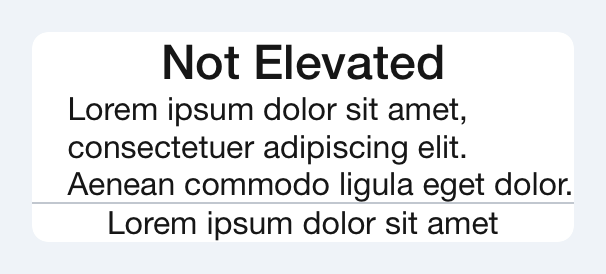 Not Elevated
Lorem ipsum dolor sit amet,
consectetuer adipiscing elit.
Aenean commodo ligula eget dolor.
Lorem ipsum dolor sit amet